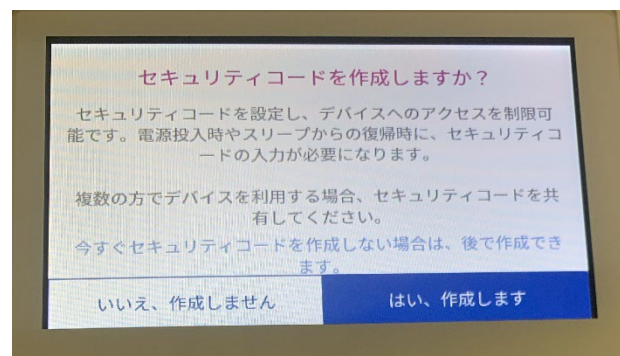 セキュリティコードを作成しますか？
セキュリティコードを設定し、デバイスへのアクセスを制限可
能です。電源投入時やスリープからの復帰時に、セキュリティコ
ードの入力が必要になります。
複数の方でデバイスを利用する場合、セキュリティコードを共
有してください。
今すぐセキュリティコードを作成しない場合は、後で作成でき
ます。
いいえ、作成しません
はい、作成します